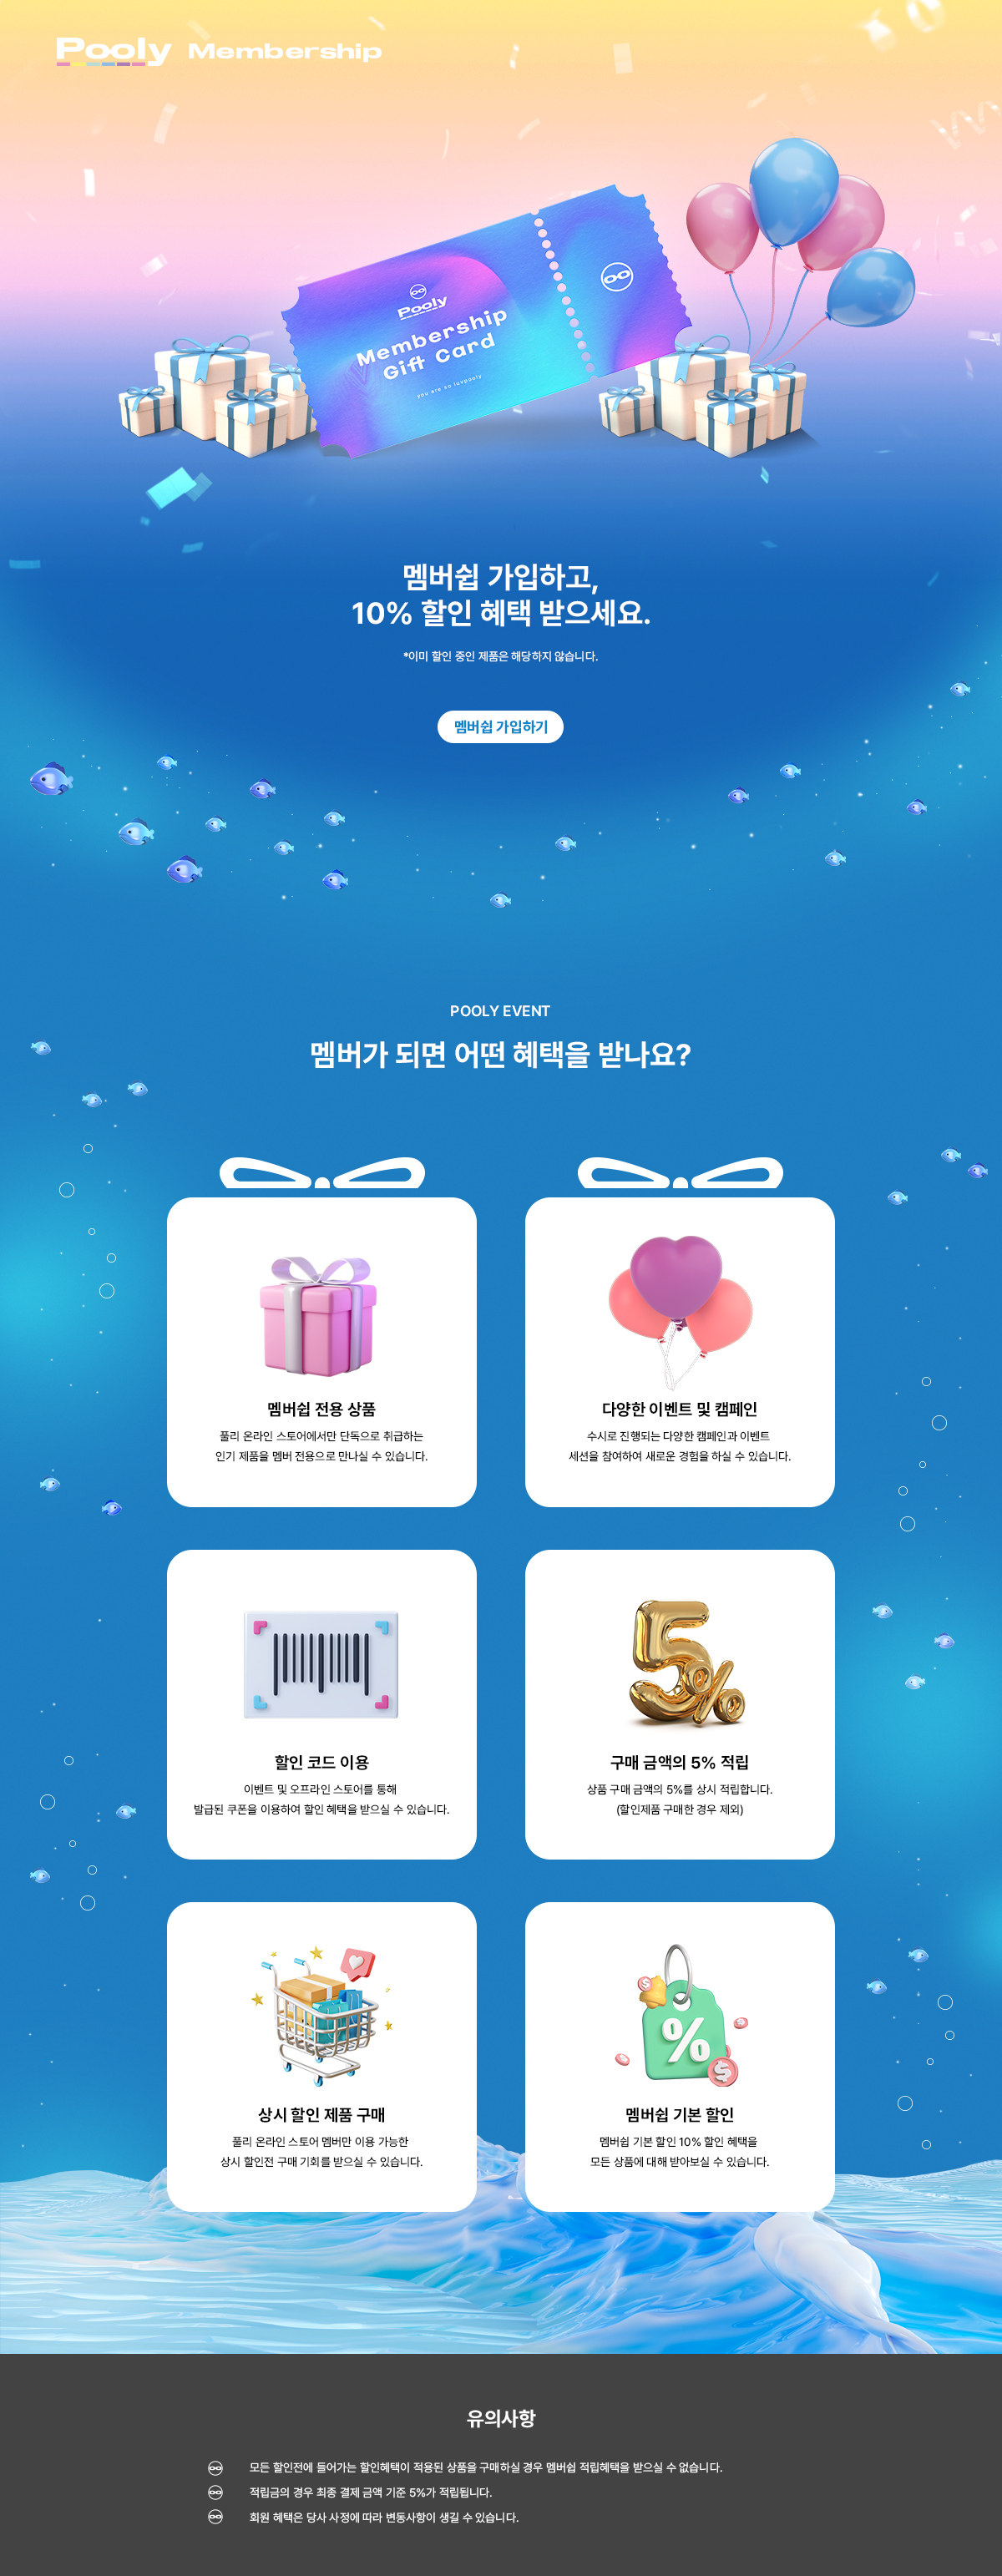 Pooly Membership
Pooly
Membership
Gift Card
you are so luvpooly
멤버쉽 가입하고,
10% 할인 혜택 받으세요.
*이미 할인 중인 제품은 해당하지 않습니다.
멤버쉽 가입하기
POOLY EVENT
멤버가 되면 어떤 혜택을 받나요?
멤버쉽 전용 상품
풀리 온라인 스토어에서만 단독으로 취급하는
인기 제품을 멤버 전용으로 만나실 수 있습니다.
다양한 이벤트 및 캠페인
수시로 진행되는 다양한 캠페인과 이벤트
세션을 참여하여 새로운 경험을 하실 수 있습니다.
할인 코드 이용
이벤트 및 오프라인 스토어를 통해
발급된 쿠폰을 이용하여 할인 혜택을 받으실 수 있습니다.
5%
구매 금액의 5% 적립
상품 구매 금액의 5%를 상시 적립합니다.
(할인제품 구매한 경우 제외)
상시 할인 제품 구매
풀리 온라인 스토어 멤버만 이용 가능한
상시 할인전 구매 기회를 받으실 수 있습니다.
$
%
$
멤버쉽 기본 할인
멤버쉽 기본 할인 10% 할인 혜택을
모든 상품에 대해 받아보실 수 있습니다.
유의사항
모든 할인전에 들어가는 할인혜택이 적용된 상품을 구매하실 경우 멤버쉽 적립혜택을 받으실 수 없습니다.
적립금의 경우 최종 결제 금액 기준 5%가 적립됩니다.
회원 혜택은 당사 사정에 따라 변동사항이 생길 수 있습니다.